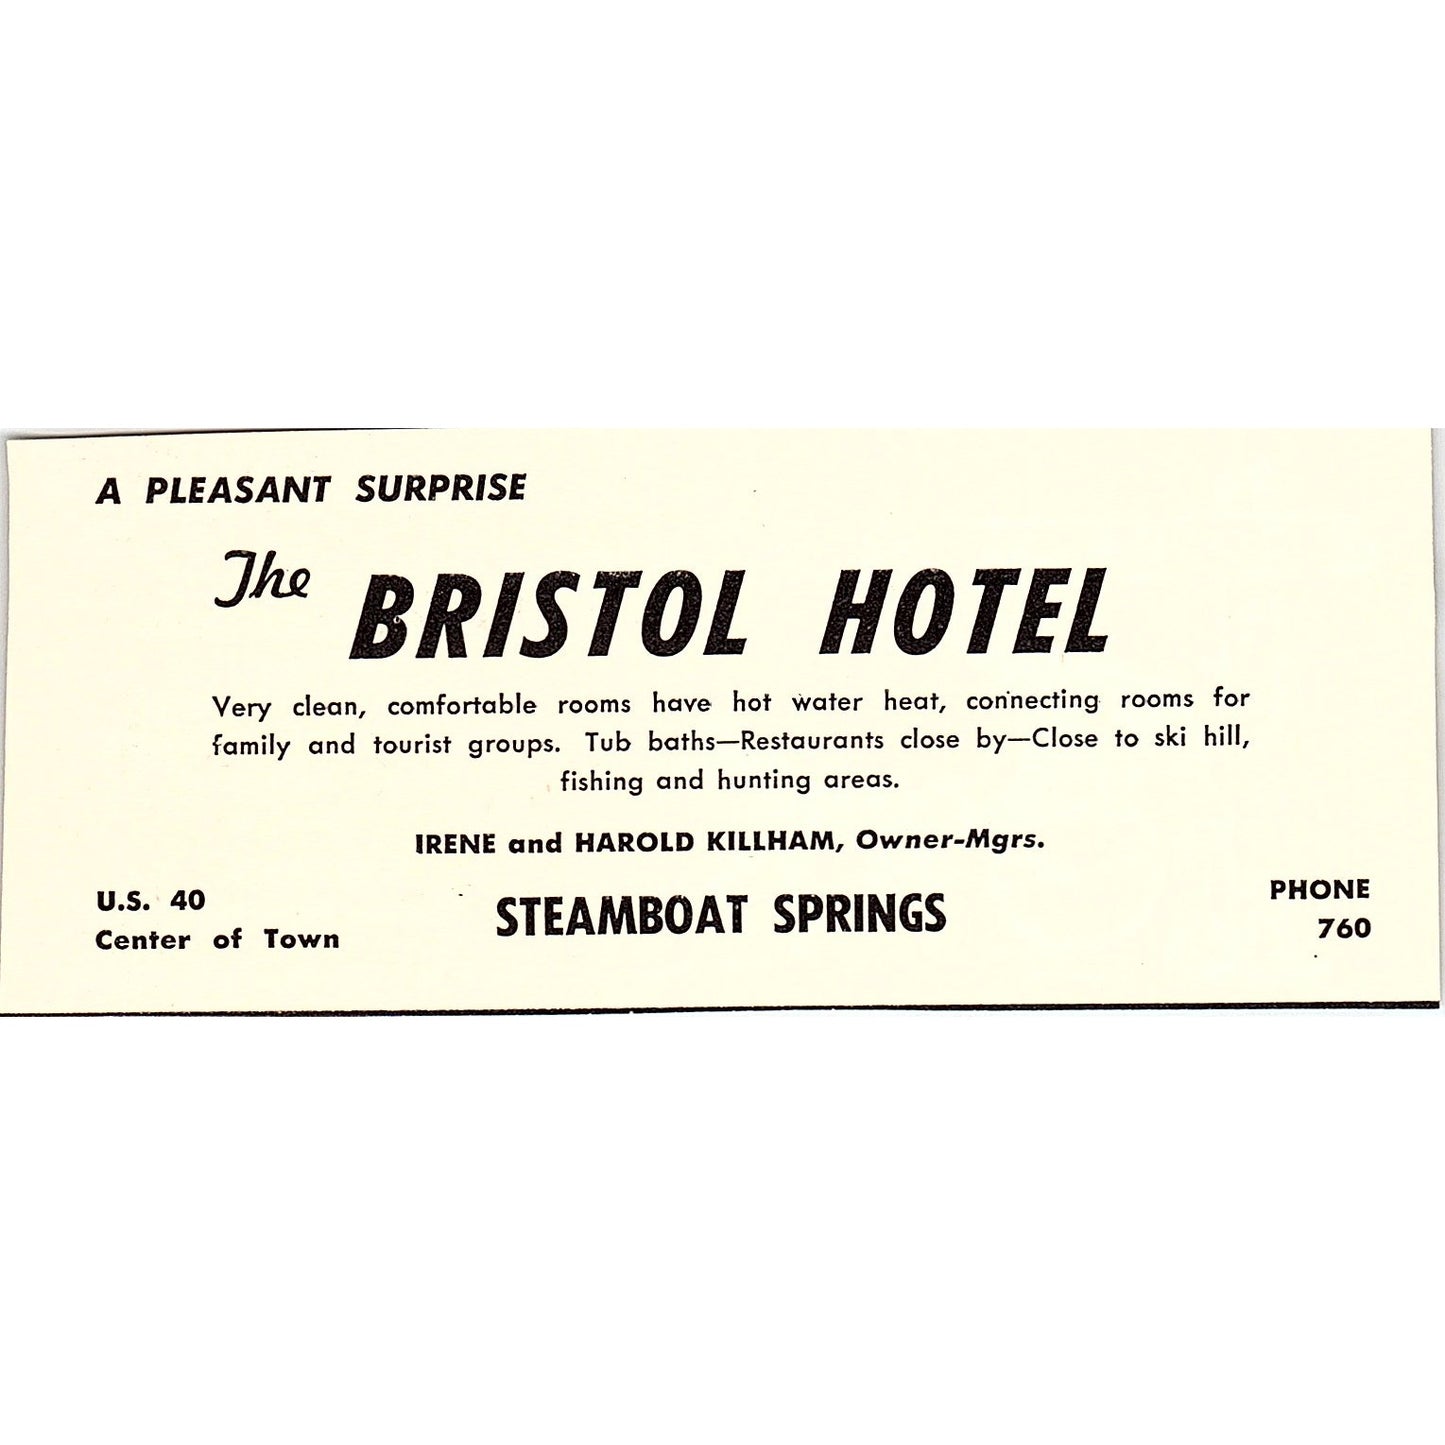 A PLEASANT SURPRISE
The BRISTOL HOTEL
Very clean, comfortable rooms have hot water heat, connecting rooms for
family and tourist groups. Tub baths—Restaurants close by—Close to ski hill,
fishing and hunting areas.
IRENE and HAROLD KILLHAM, Owner-Mgrs.
U.S. 40
Center of Town
STEAMBOAT SPRINGS
PHONE
760